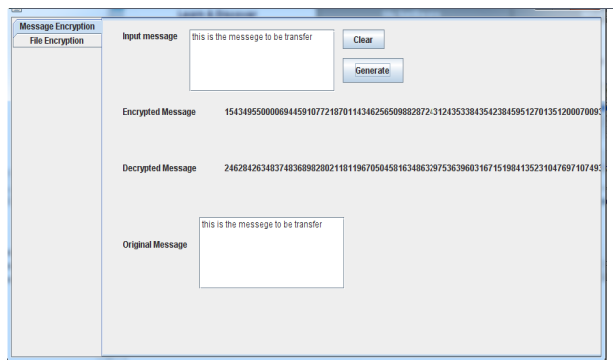 Message Encryption
File Encryption
Input message
this is the messege to be transfer
Clear
Generate
Encrypted Message
Decrypted Message
Original Message
this is the messege to be transfer